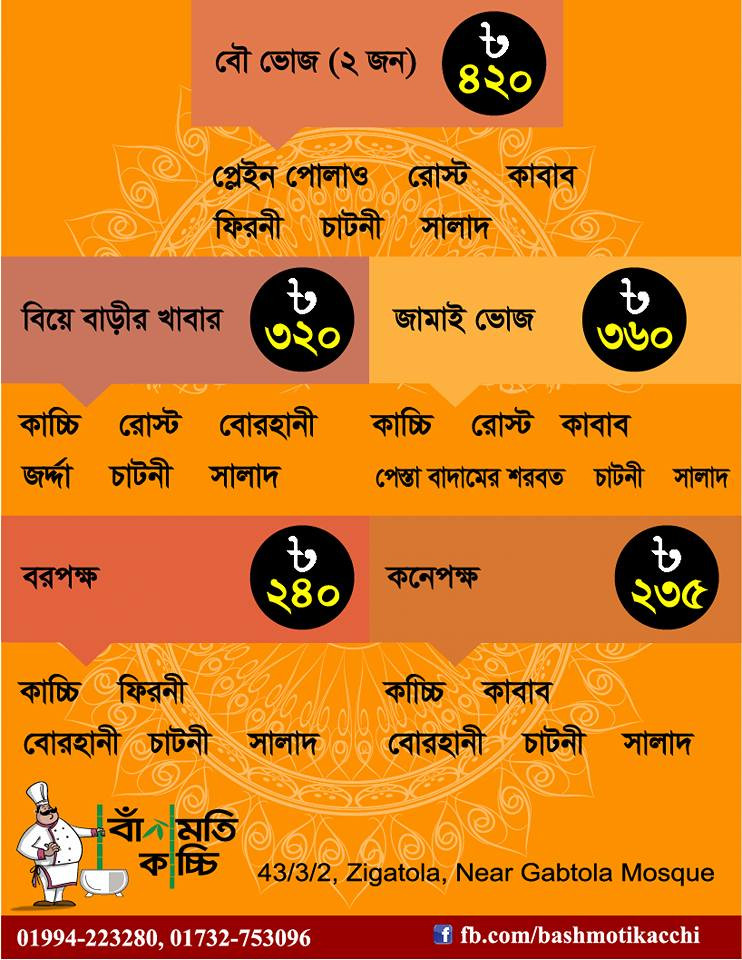 বৌ ভোজ (২ জন)
৳
৪২০
প্লেইন পোলাও রোস্ট কাবাব
ফিরনী চাটনী সালাদ
বিয়ে বাড়ীর খাবার
৳
৩২০
কাচ্চি রোস্ট বোরহানী
জর্দ্দা চাটনী সালাদ
জামাই ভোজ
৳
৩৬০
কাচ্চি রোস্ট কাবাব
পেস্তা বাদামের শরবত চাটনী সালাদ
বরপক্ষ
৳
২৪০
কাচ্চি ফিরনী
বোরহানী চাটনী সালাদ
কনেপক্ষ
৳
২৩৫
কচ্চি কাবাব
বোরহানী চাটনী সালাদ
বাঁশমতি
কাচ্চি
43/3/2, Zigatola, Near Gabtola Mosque
01994-223280, 01732-753096
f fb.com/bashmotikacchi